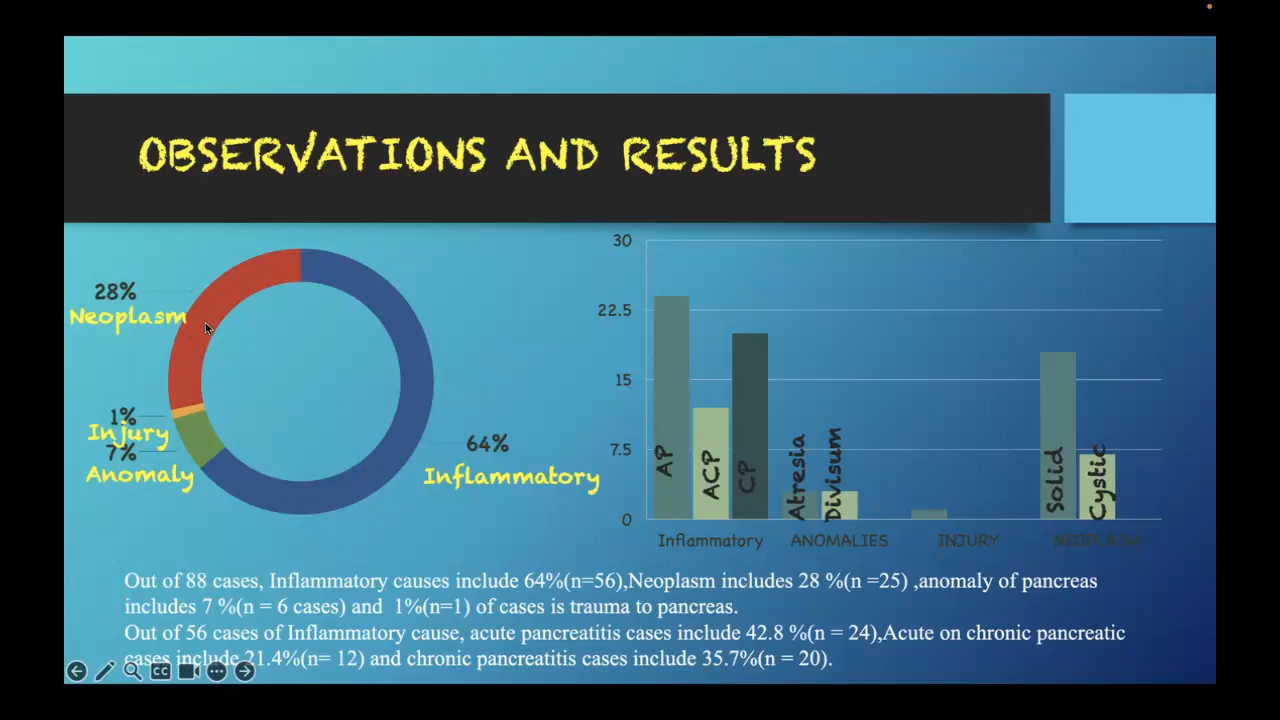 OBSERVATIONS AND RESULTS
28%
Neoplasm
1%
Injury
7%
Anomaly
64%
Inflammatory
30
22.5
15
7.5
0
AP
ACP
CP
Atresia
Divisum
Solid
Cystic
Inflammatory
ANOMALIES
INJURY
NEOPLASM
Out of 88 cases, Inflammatory causes include 64%(n=56),Neoplasm includes 28 %(n =25) ,anomaly of pancreas
includes 7 %(n = 6 cases) and 1%(n=1) of cases is trauma to pancreas.
Out of 56 cases of Inflammatory cause, acute pancreatitis cases include 42.8 %(n = 24),Acute on chronic pancreatic
cases include 21.4%(n= 12) and chronic pancreatitis cases include 35.7%(n = 20).
CC